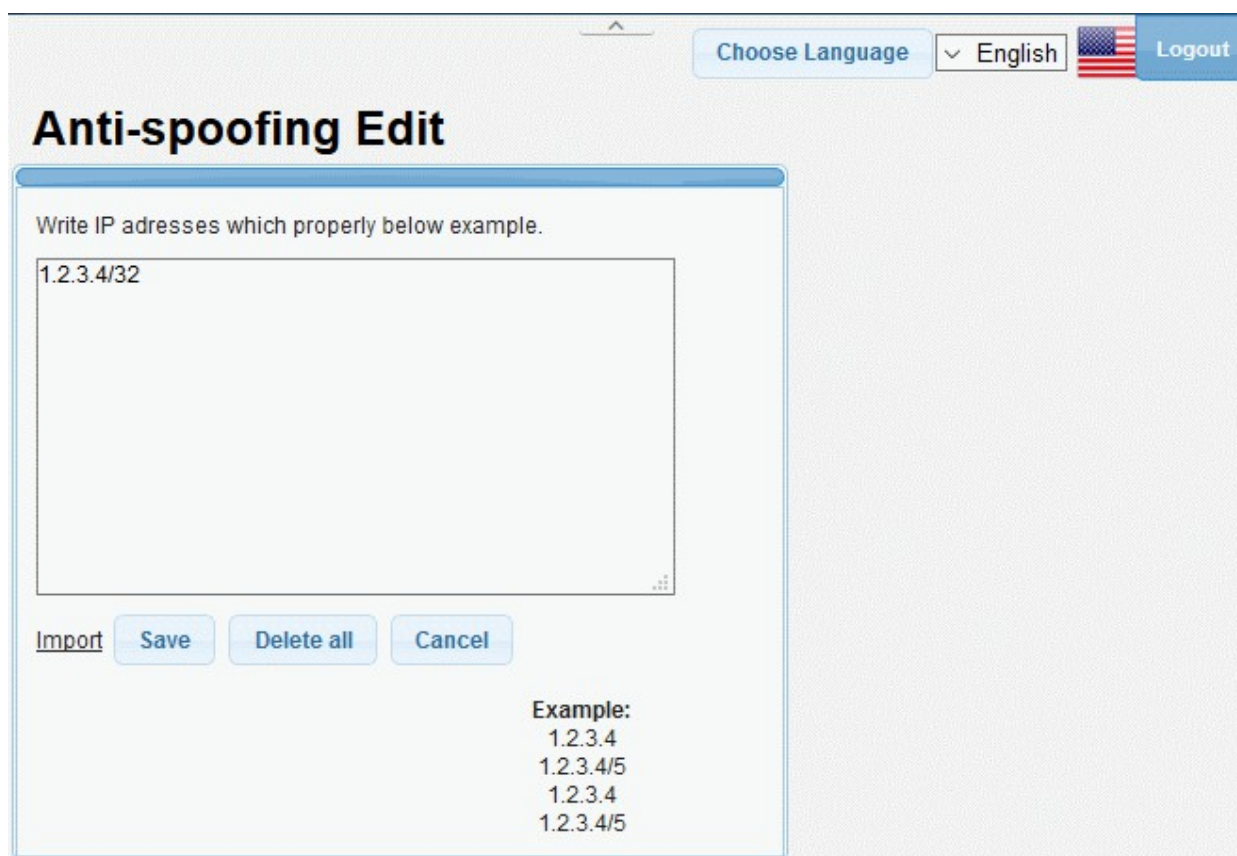 Choose Language
English
Logout
Anti-spoofing Edit
Write IP adresses which properly below example.
1.2.3.4/32
Import Save Delete all Cancel
Example:
1.2.3.4
1.2.3.4/5
1.2.3.4
1.2.3.4/5